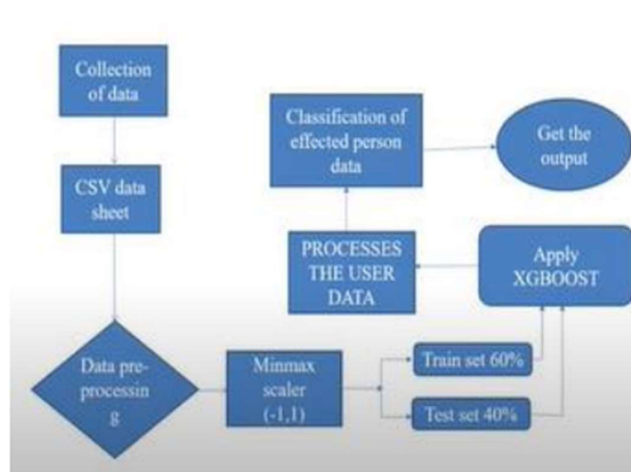 Collection
of data
CSV data
sheet
Data pre-
processin
g
Minmax
scaler
(-1,1)
Train set 60%
Test set 40%
Apply
XGBOOST
PROCESSES
THE USER
DATA
Classification of
effected person
data
Get the
output